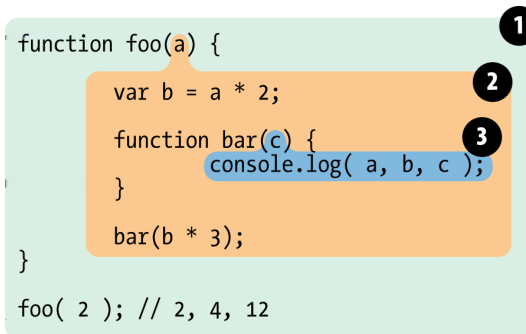 1
function foo(a) {
2
var b = a * 2;
function bar(c) {
3
console.log( a, b, c );
}
bar(b * 3);
}
foo( 2 ); // 2, 4, 12